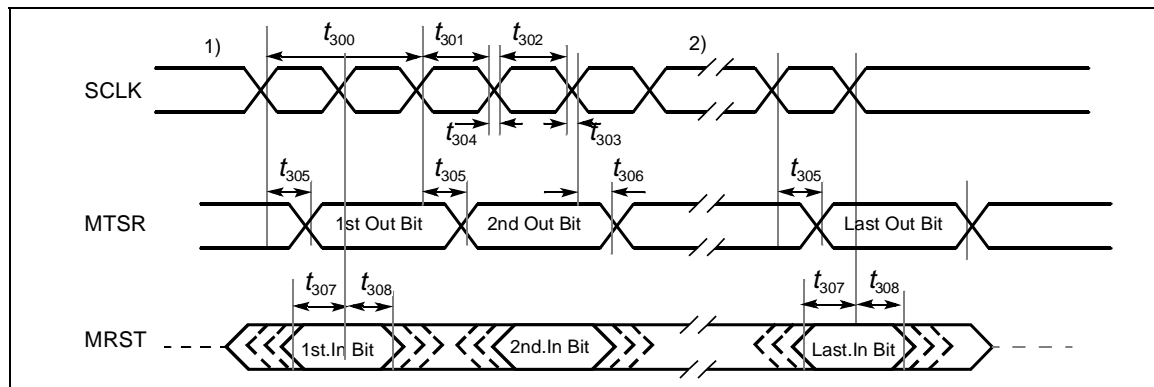 1) t300 t301 t302 2)
SCLK
t304 t303
t305 t305 t306 t305
MTSR 1st Out Bit 2nd Out Bit Last Out Bit
t307 t308 t307 t308
MRST 1st.In Bit 2nd.In Bit Last.In Bit